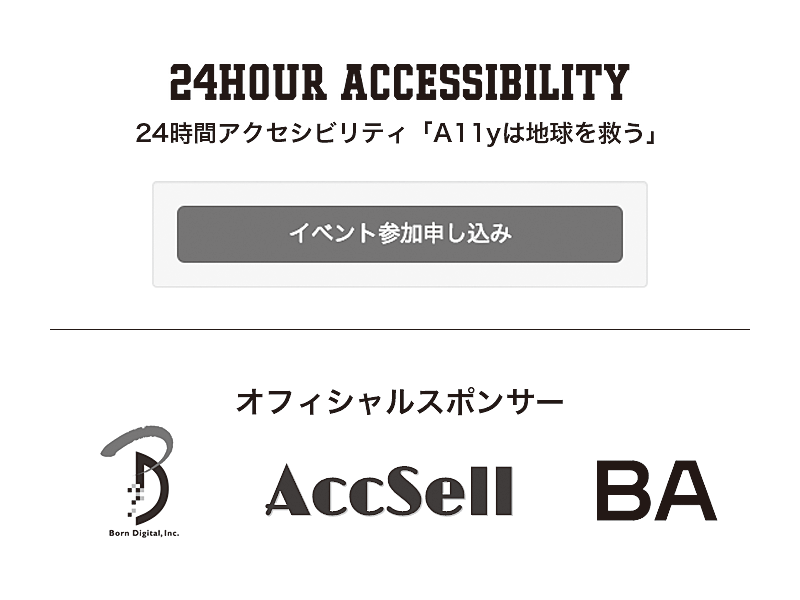 24HOUR ACCESSIBILITY
24時間アクセシビリティ「A11yは地球を救う」
イベント参加申し込み
オフィシャルスポンサー
Born Digital, Inc.
AccSell
BA